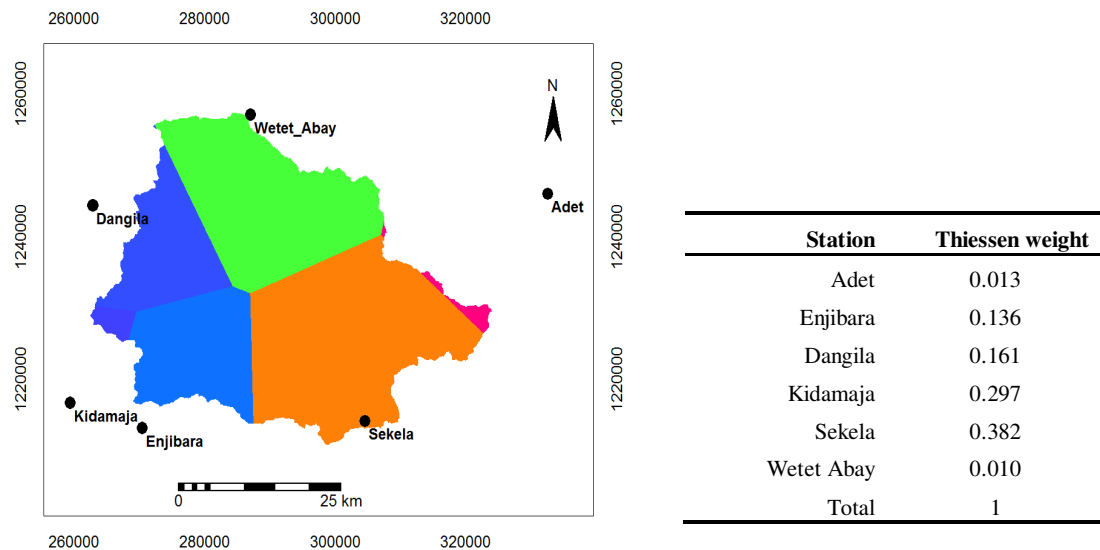 260000 280000 300000 320000
1260000
1240000
1220000
N
Wetet_Abay
Dangila
Adet
Kidamaja
Enjibara
Sekela
0 25 km
1260000
1240000
1220000
260000 280000 300000 320000
Station Thiessen weight
Adet 0.013
Enjibara 0.136
Dangila 0.161
Kidamaja 0.297
Sekela 0.382
Wetet Abay 0.010
Total 1